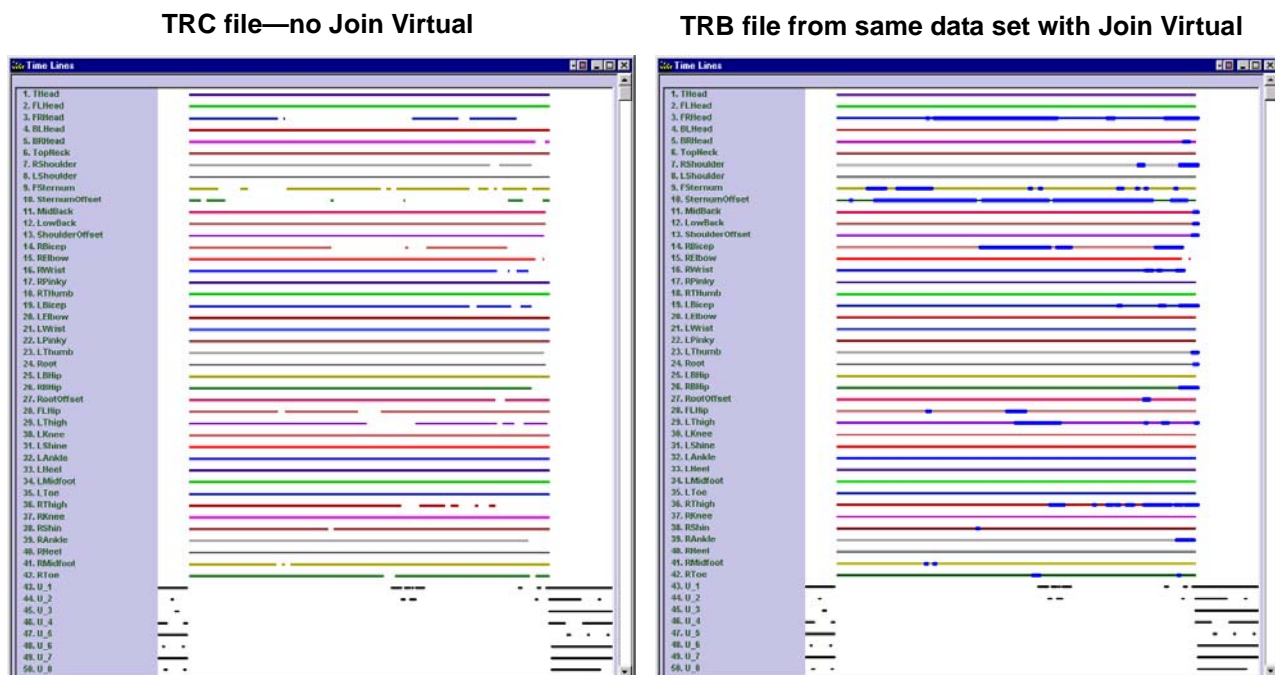 TRC file—no Join Virtual
TRB file from same data set with Join Virtual
Time Lines
1. THead
2. FLHead
3. FRHead
4. BLHead
5. BRHead
6. TopNeck
7. RShoulder
8. LShoulder
9. FSternum
10. SternumOffset
11. MidBack
12. LowBack
13. ShoulderOffset
14. RBicep
15. RElbow
16. RWrist
17. RPinky
18. RTHumb
19. LBicep
20. LElbow
21. LWrist
22. LPinky
23. LThumb
24. Root
25. LBHip
26. RBHip
27. RootOffset
28. FLHip
29. LThigh
30. LKnee
31. LShine
32. LAnkle
33. LHeel
34. LMidfoot
35. LToe
36. RThigh
37. RKnee
38. RShin
39. RAnkle
40. RHeel
41. RMidfoot
42. RToe
43. U_1
44. U_2
45. U_3
46. U_4
47. U_5
48. U_6
49. U_7
50. U_8
Time Lines
1. THead
2. FLHead
3. FRHead
4. BLHead
5. BRHead
6. TopNeck
7. RShoulder
8. LShoulder
9. FSternum
10. SternumOffset
11. MidBack
12. LowBack
13. ShoulderOffset
14. RBicep
15. RElbow
16. RWrist
17. RPinky
18. RTHumb
19. LBicep
20. LElbow
21. LWrist
22. LPinky
23. LThumb
24. Root
25. LBHip
26. RBHip
27. RootOffset
28. FLHip
29. LThigh
30. LKnee
31. LShine
32. LAnkle
33. LHeel
34. LMidfoot
35. LToe
36. RThigh
37. RKnee
38. RShin
39. RAnkle
40. RHeel
41. RMidfoot
42. RToe
43. U_1
44. U_2
45. U_3
46. U_4
47. U_5
48. U_6
49. U_7
50. U_8